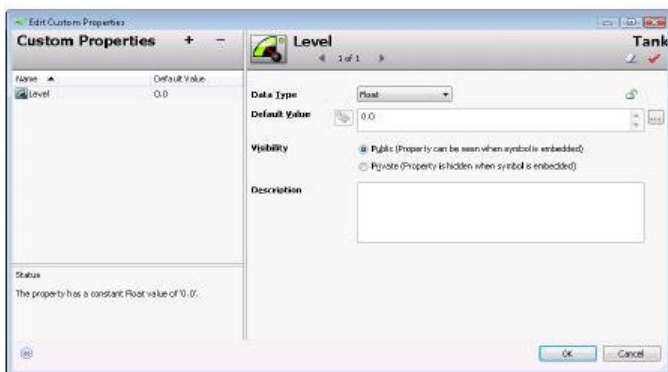 Edit Custom Properties
Custom Properties + −
Level
1 of 1
Tank
Name Default Value
Level 0.0
Data Type Float
Default Value 0.0
Visibility
Public (Property can be seen when symbol is embedded)
Private (Property is hidden when symbol is embedded)
Description
Status
The property has a constant Float value of '0.0'.
OK Cancel